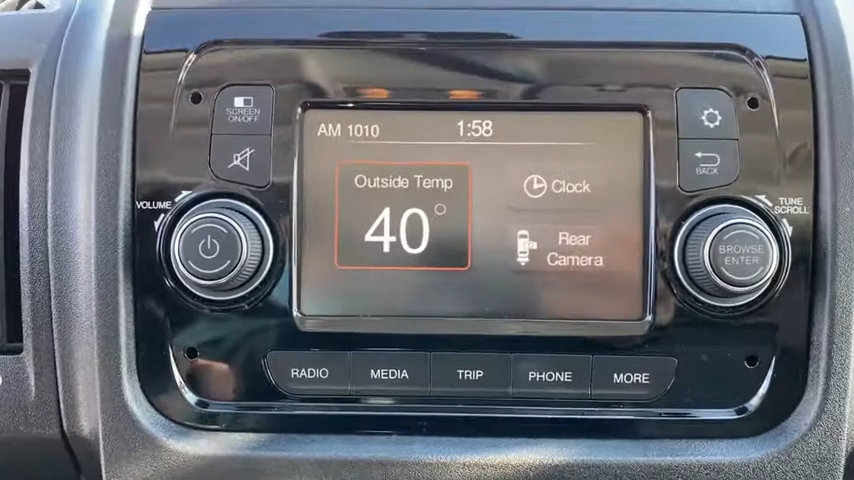 SCREEN
ON/OFF
AM 1010
1:58
BACK
VOLUME
Outside Temp
40°
Clock
Rear
Camera
TUNE
SCROLL
BROWSE
ENTER
RADIO
MEDIA
TRIP
PHONE
MORE